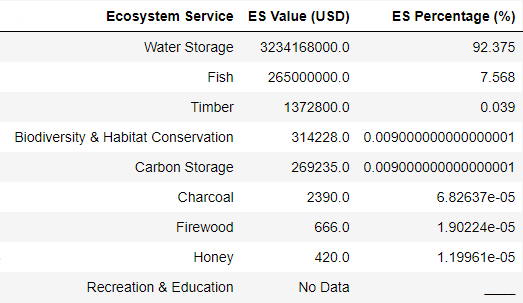 Ecosystem Service ES Value (USD) ES Percentage (%)
Water Storage 3234168000.0 92.375
Fish 265000000.0 7.568
Timber 1372800.0 0.039
Biodiversity & Habitat Conservation 314228.0 0.009000000000000001
Carbon Storage 269235.0 0.009000000000000001
Charcoal 2390.0 6.82637e-05
Firewood 666.0 1.90224e-05
Honey 420.0 1.19961e-05
Recreation & Education No Data ____